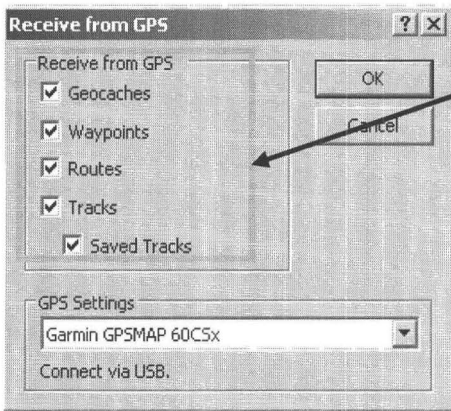 Receive from GPS
Receive from GPS
Geocaches
Waypoints
Routes
Tracks
Saved Tracks
OK
Cancel
GPS Settings
Garmin GPSMAP 60CSx
Connect via USB.